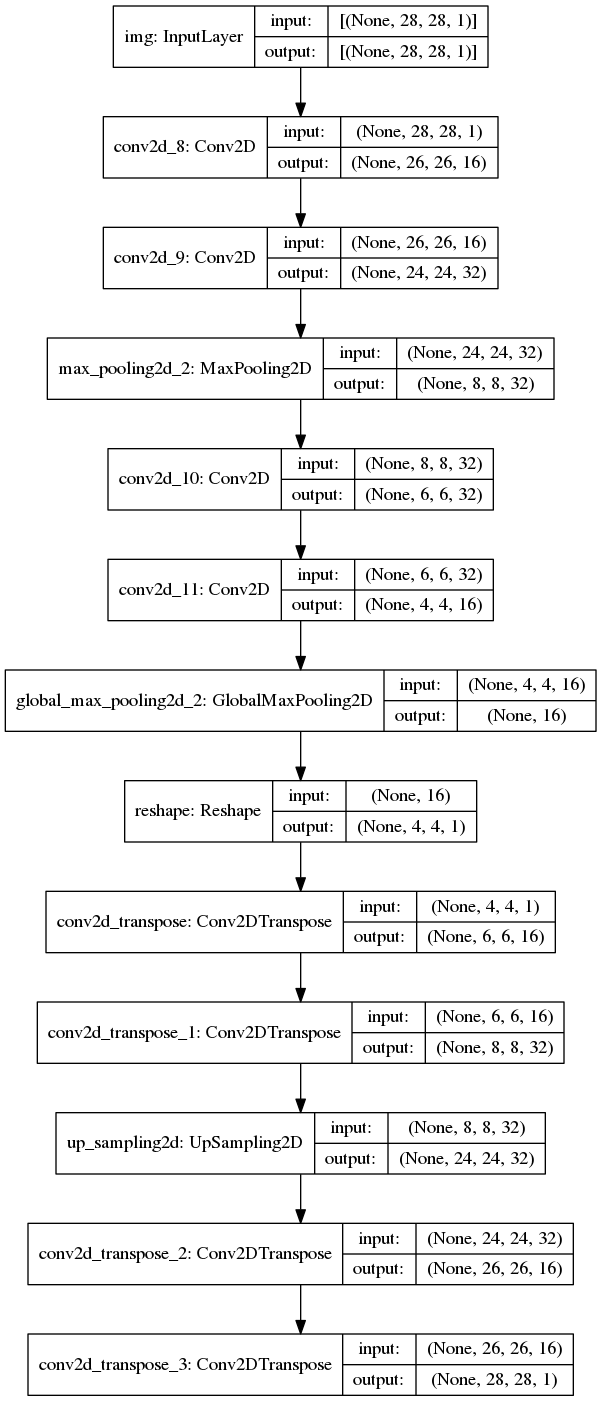 img: InputLayer
input: [(None, 28, 28, 1)]
output: [(None, 28, 28, 1)]
conv2d_8: Conv2D
input: (None, 28, 28, 1)
output: (None, 26, 26, 16)
conv2d_9: Conv2D
input: (None, 26, 26, 16)
output: (None, 24, 24, 32)
max_pooling2d_2: MaxPooling2D
input: (None, 24, 24, 32)
output: (None, 8, 8, 32)
conv2d_10: Conv2D
input: (None, 8, 8, 32)
output: (None, 6, 6, 32)
conv2d_11: Conv2D
input: (None, 6, 6, 32)
output: (None, 4, 4, 16)
global_max_pooling2d_2: GlobalMaxPooling2D
input: (None, 4, 4, 16)
output: (None, 16)
reshape: Reshape
input: (None, 16)
output: (None, 4, 4, 1)
conv2d_transpose: Conv2DTranspose
input: (None, 4, 4, 1)
output: (None, 6, 6, 16)
conv2d_transpose_1: Conv2DTranspose
input: (None, 6, 6, 16)
output: (None, 8, 8, 32)
up_sampling2d: UpSampling2D
input: (None, 8, 8, 32)
output: (None, 24, 24, 32)
conv2d_transpose_2: Conv2DTranspose
input: (None, 24, 24, 32)
output: (None, 26, 26, 16)
conv2d_transpose_3: Conv2DTranspose
input: (None, 26, 26, 16)
output: (None, 28, 28, 1)